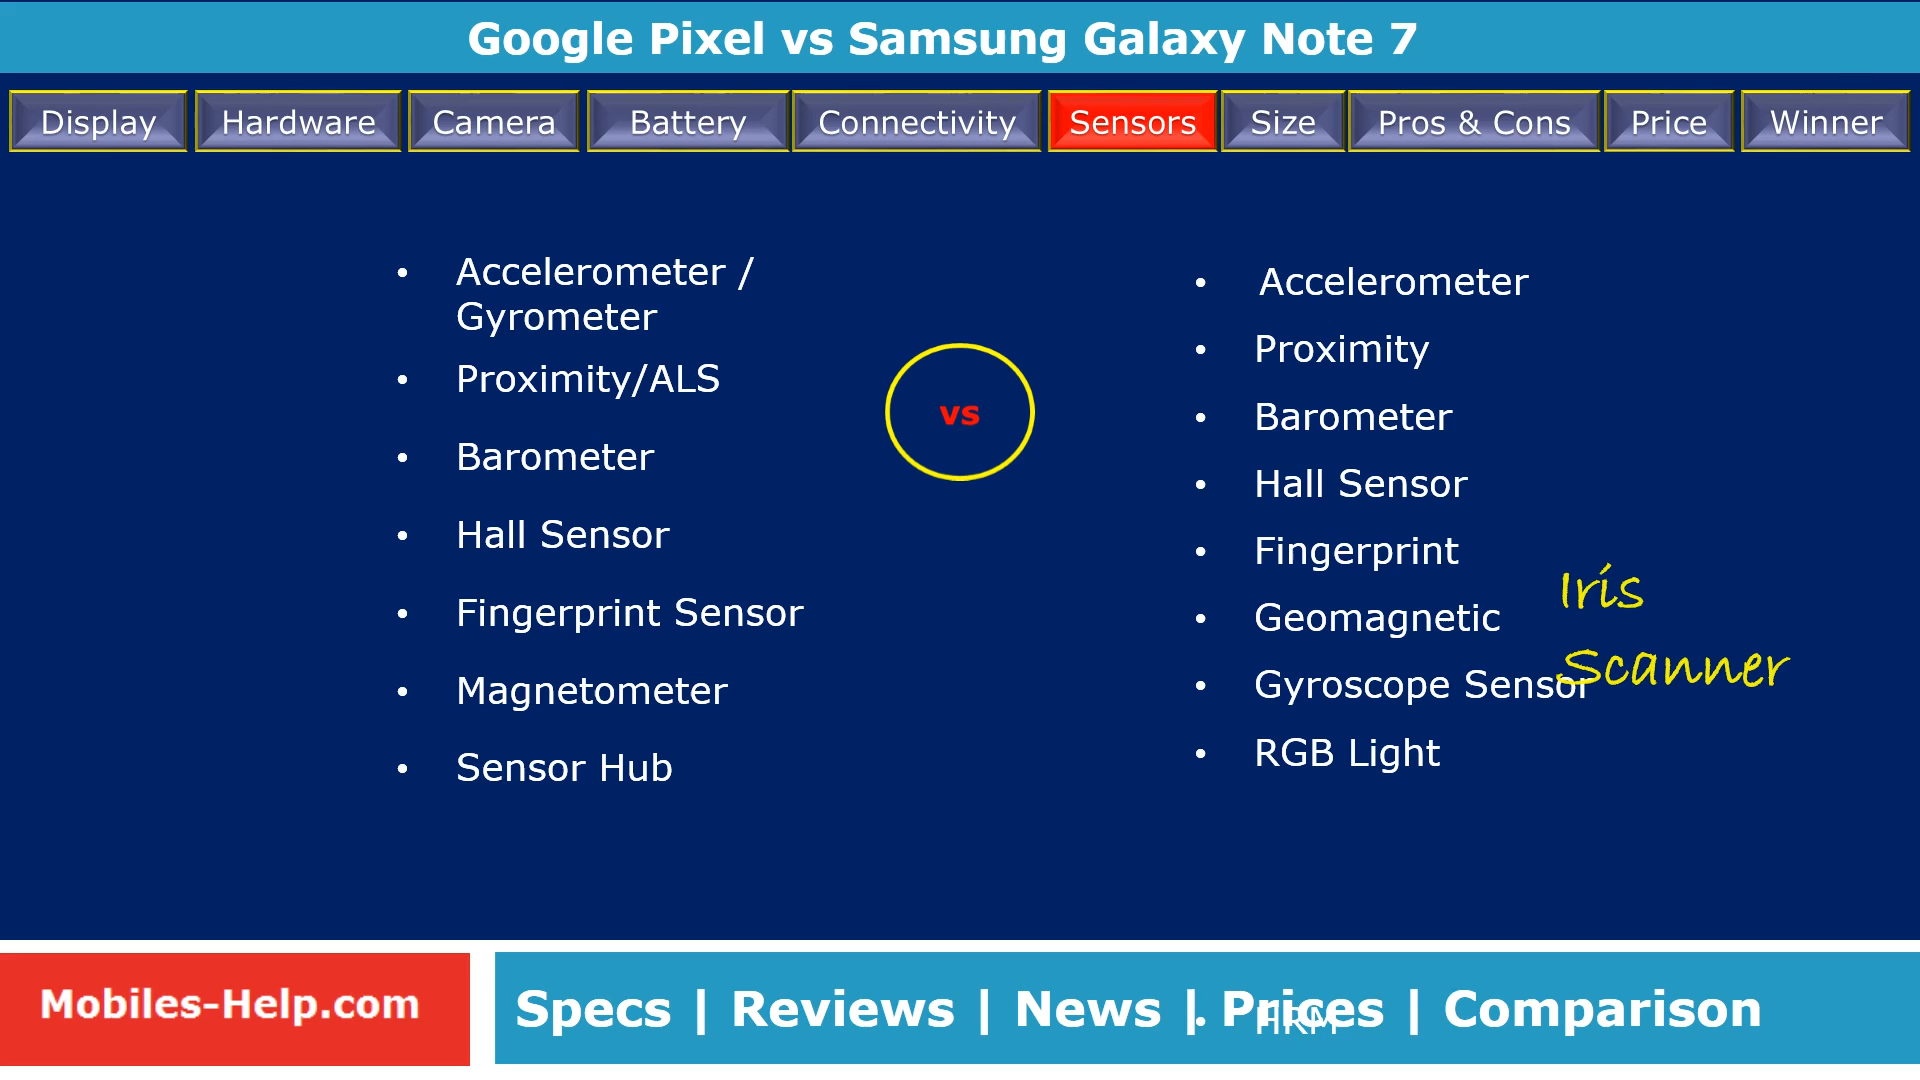 Google Pixel vs Samsung Galaxy Note 7
Display Hardware Camera Battery Connectivity Sensors Size Pros & Cons Price Winner
• Accelerometer /
Gyrometer
• Proximity/ALS
• Barometer
• Hall Sensor
• Fingerprint Sensor
• Magnetometer
• Sensor Hub
vs
• Accelerometer
• Proximity
• Barometer
• Hall Sensor
• Fingerprint
• Geomagnetic
• Gyroscope Sensor
• RGB Light
Iris
Scanner
• HRM
Mobiles-Help.com
Specs | Reviews | News | Prices | Comparison